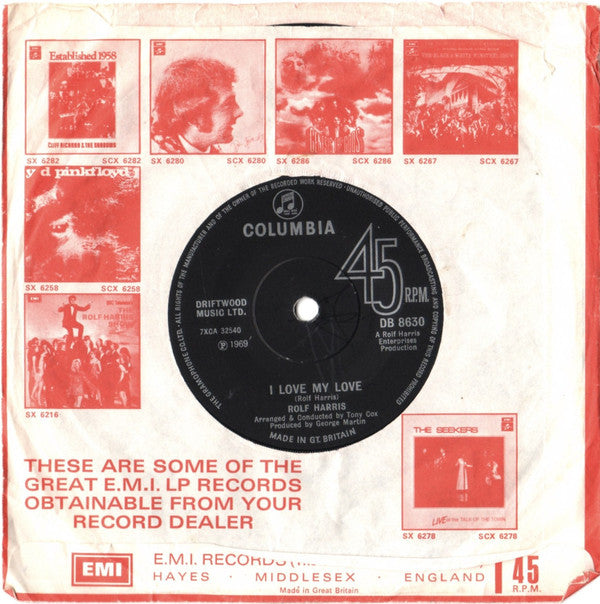 Established 1958
CLIFF RICHARD & THE SHADOWS
SX 6282 SCX 6282
SX 6280 SCX 6280
SX 6286 SCX 6286
SX 6267 SCX 6267
y d pinkfloyd
SX 6258 SCX 6258
THE
ROLF HARRIS
SHOW
SX 6216
COLUMBIA
45
R.P.M.
DRIFTWOOD
MUSIC LTD.
7XCA 32540
℗ 1969
DB 8630
A Rolf Harris
Enterprises
Production
I LOVE MY LOVE
(Rolf Harris)
ROLF HARRIS
Arranged & Conducted by Tony Cox
Produced by George Martin
MADE IN GT. BRITAIN
THE GRAMOPHONE CO.LTD. · ALL RIGHTS OF THE MANUFACTURER AND OF THE OWNER OF THE RECORDED WORK RESERVED · UNAUTHORISED PUBLIC PERFORMANCE BROADCASTING AND COPYING OF THIS RECORD PROHIBITED
THE SEEKERS
LIVE at the TALK OF THE TOWN
SX 6278 SCX 6278
THESE ARE SOME OF THE
GREAT E.M.I. LP RECORDS
OBTAINABLE FROM YOUR
RECORD DEALER
EMI
E.M.I. RECORDS
HAYES · MIDDLESEX · ENGLAND
Made in Great Britain
45
R.P.M.